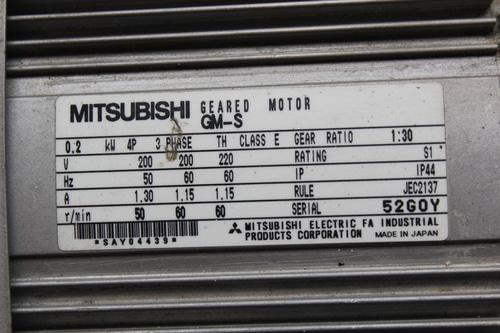 MITSUBISHI GEARED MOTOR
GM-S
0.2 kW 4P 3 PHASE TH CLASS E GEAR RATIO 1:30
V 200 200 220 RATING S1
Hz 50 60 60 IP IP44
A 1.30 1.15 1.15 RULE JEC2137
r/min 50 60 60 SERIAL 52G0Y
*SAY04439*
MITSUBISHI ELECTRIC FA INDUSTRIAL
PRODUCTS CORPORATION MADE IN JAPAN